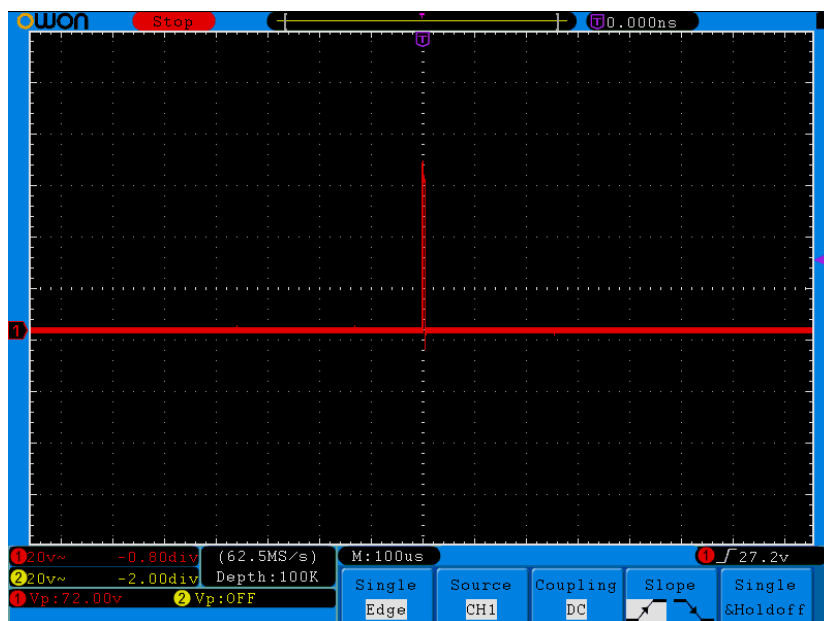 OWON Stop T 0.000ns
T
1
1 20v~ -0.80div (62.5MS/s) M:100us 1 27.2v
2 20v~ -2.00div Depth:100K
1 Vp:72.00v 2 Vp:OFF
Single Source Coupling Slope Single
Edge CH1 DC &Holdoff